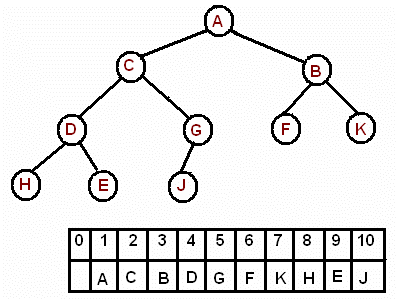 A
C B
D G F K
H E J
0 1 2 3 4 5 6 7 8 9 10
A C B D G F K H E J